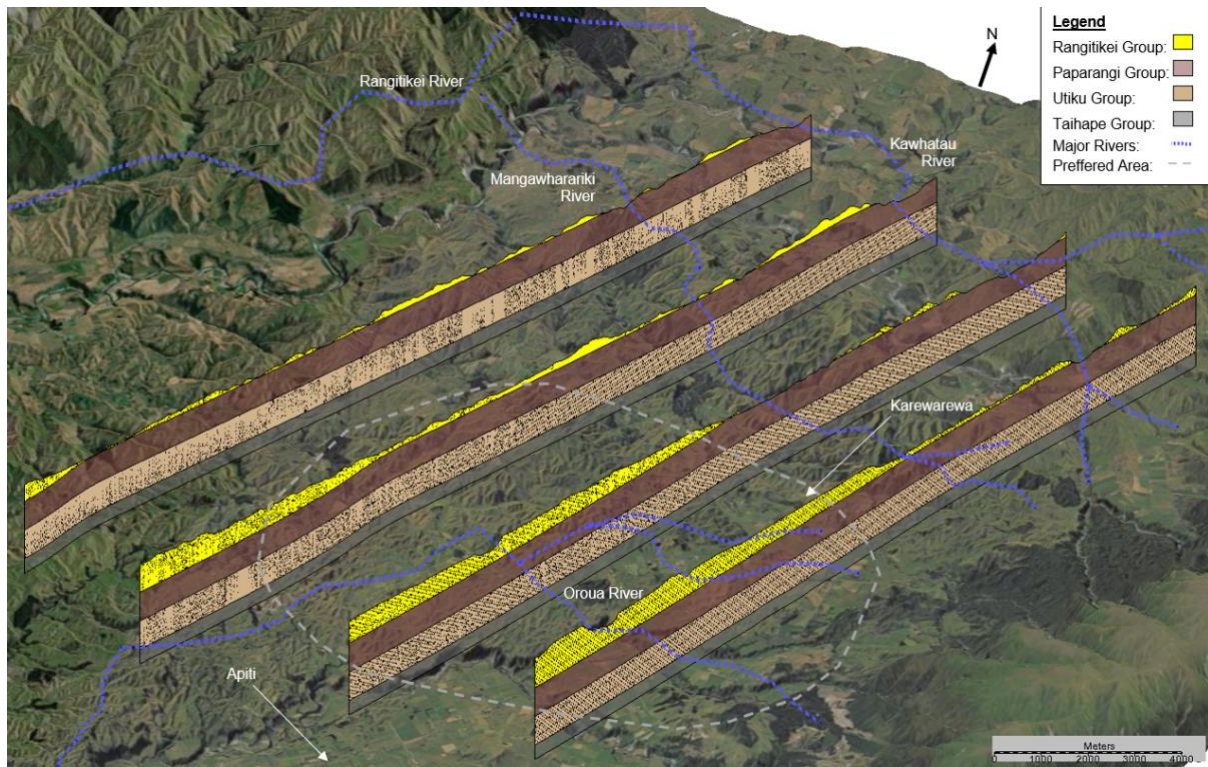 Legend
Rangitikei Group:
Paparangi Group:
Utiku Group:
Taihape Group:
Major Rivers:
Preffered Area:
N
Rangitikei River
Kawhatau
River
Mangawharariki
River
Karewarewa
Oroua River
Apiti
Meters
0 1000 2000 3000 4000